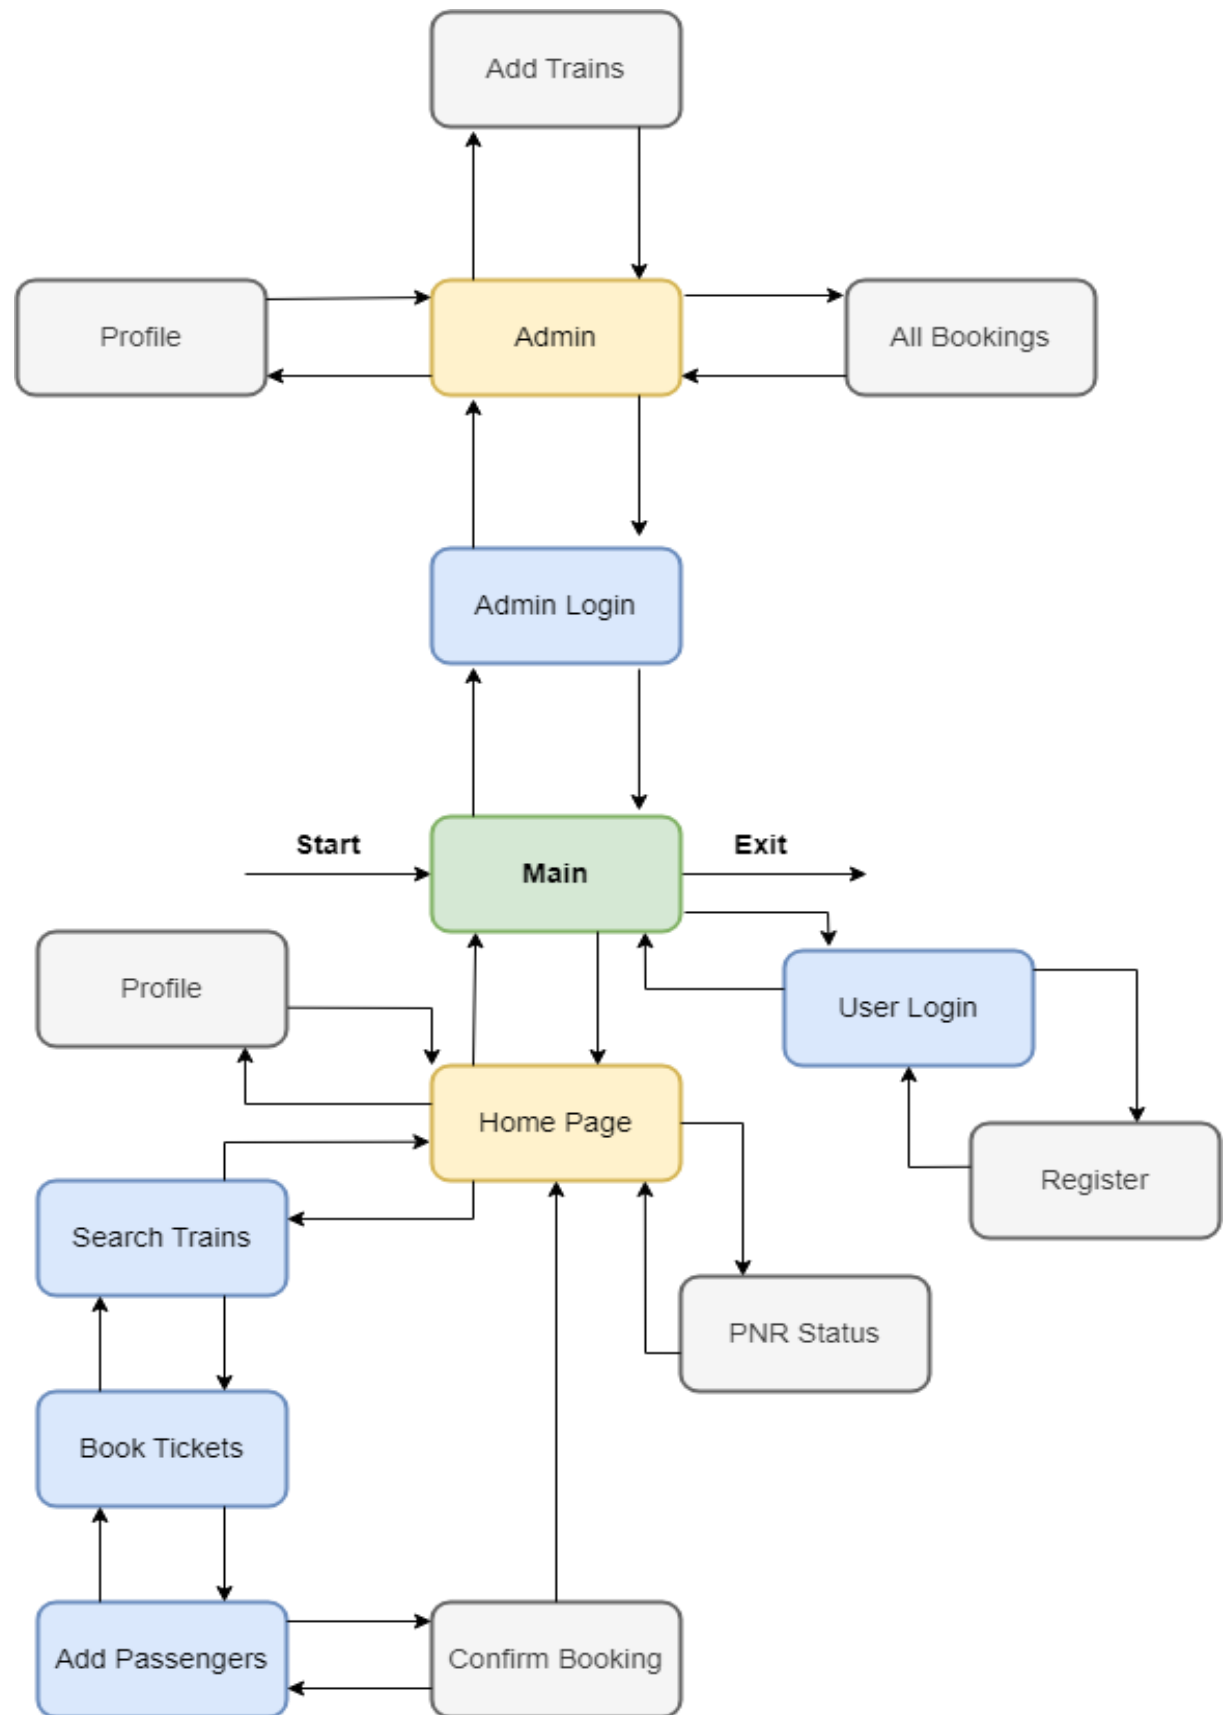 Add Trains
Profile
Admin
All Bookings
Admin Login
Start
Exit
Main
Profile
User Login
Home Page
Register
Search Trains
PNR Status
Book Tickets
Add Passengers
Confirm Booking